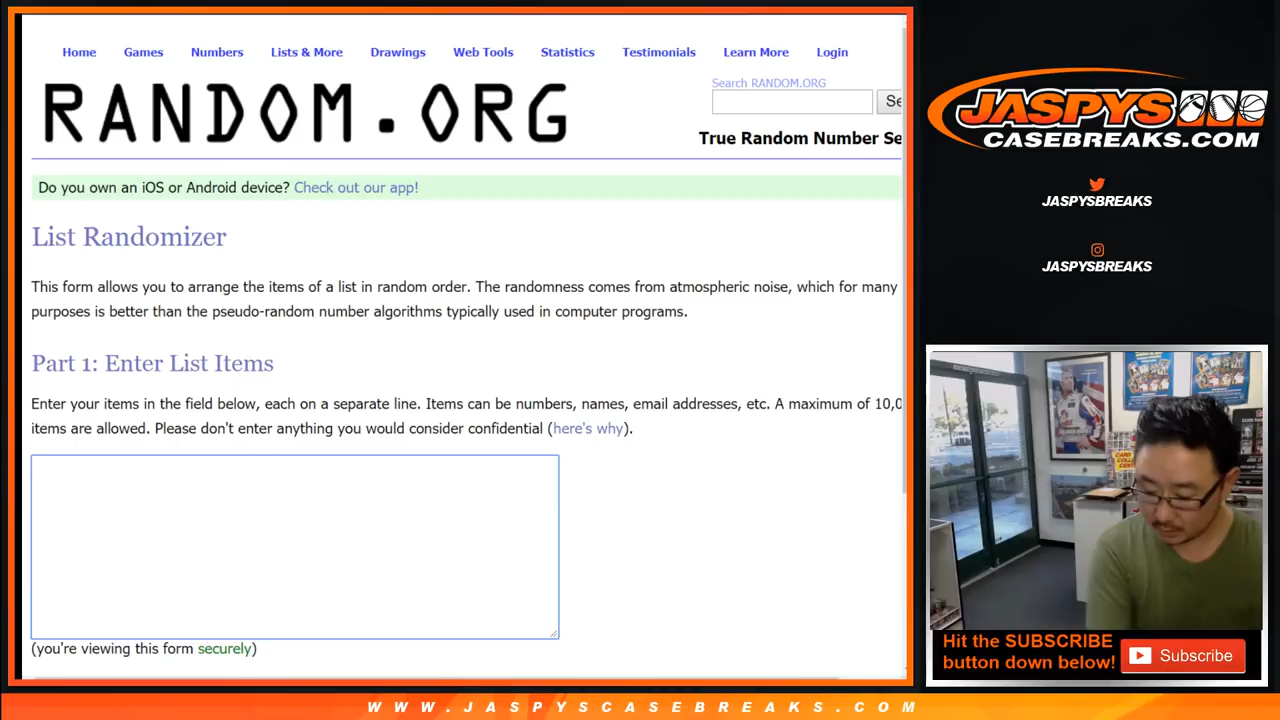 Home Games Numbers Lists & More Drawings Web Tools Statistics Testimonials Learn More Login
RANDOM.ORG
Search RANDOM.ORG
Se
True Random Number Se
Do you own an iOS or Android device? Check out our app!
List Randomizer
This form allows you to arrange the items of a list in random order. The randomness comes from atmospheric noise, which for many
purposes is better than the pseudo-random number algorithms typically used in computer programs.
Part 1: Enter List Items
Enter your items in the field below, each on a separate line. Items can be numbers, names, email addresses, etc. A maximum of 10,0
items are allowed. Please don't enter anything you would consider confidential (here's why).
(you're viewing this form securely)
JASPYS
CASEBREAKS.COM
JASPYSBREAKS
JASPYSBREAKS
Hit the SUBSCRIBE
button down below!
Subscribe
WWW.JASPYSCASEBREAKS.COM